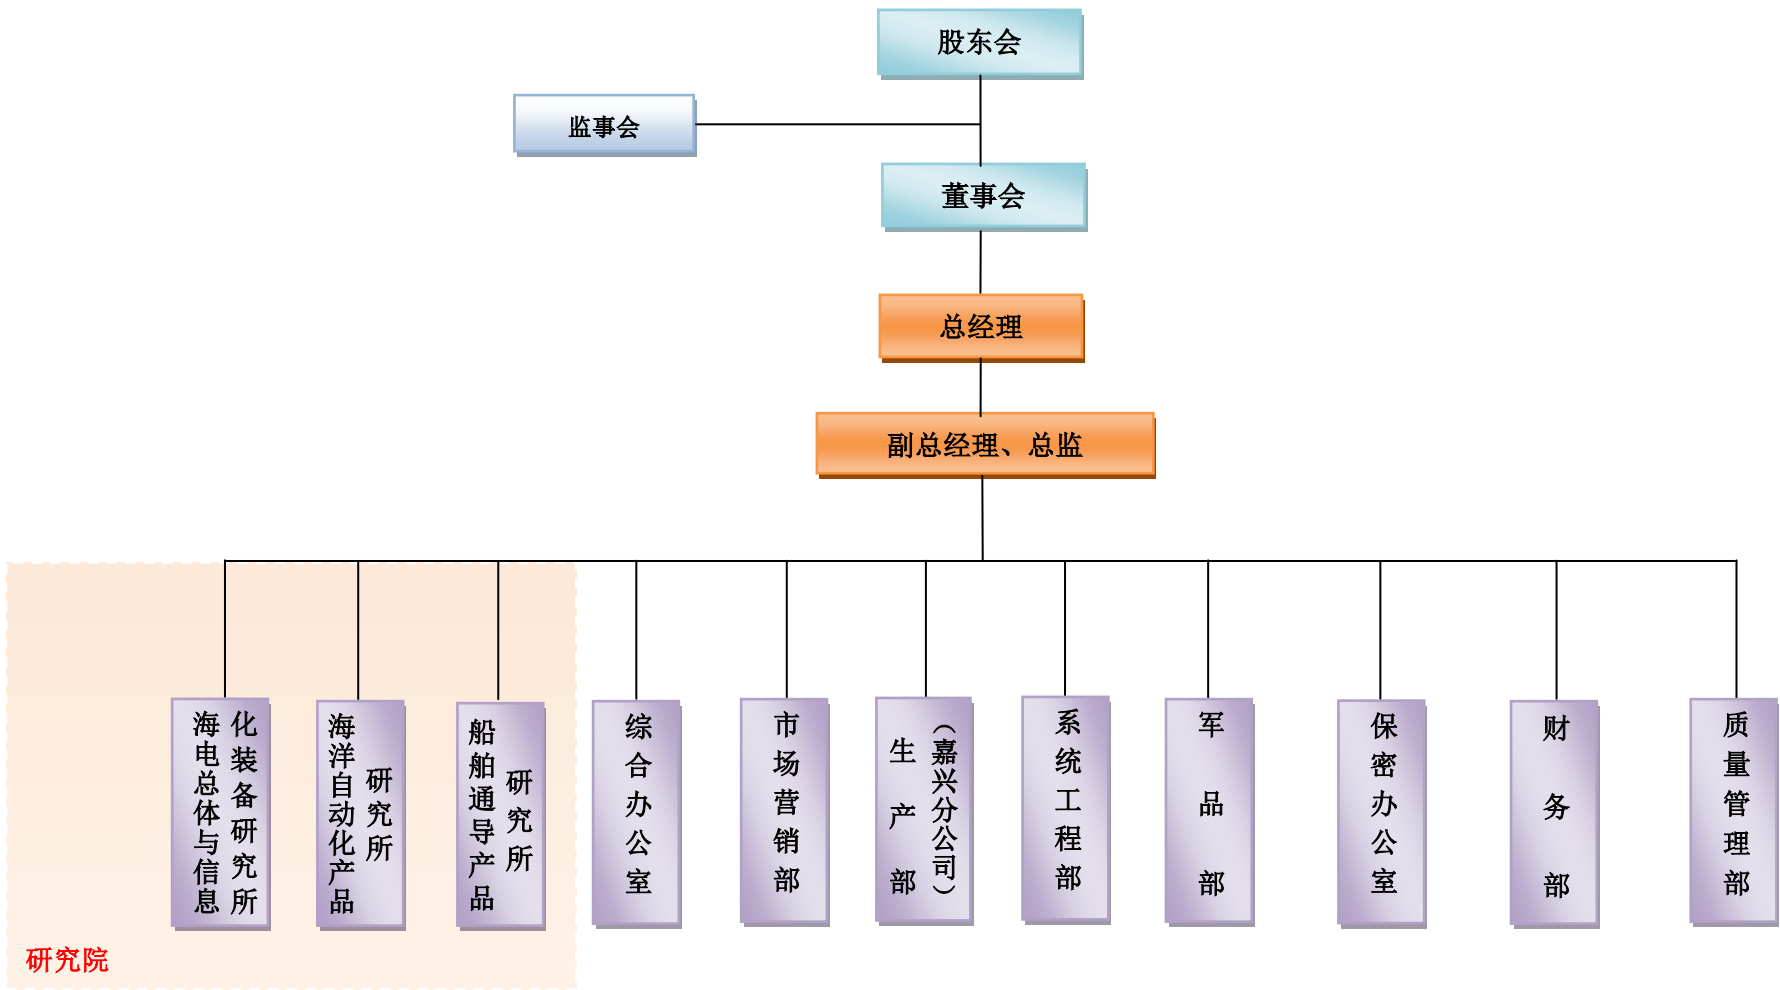 股东会
监事会
董事会
总经理
副总经理、总监
海电总体与信息
化装备研究所
海洋自动化产品
研究所
船舶通导产品
研究所
综合办公室
市场营销部
生产部
（嘉兴分公司）
系统工程部
军品部
保密办公室
财务部
质量管理部
研究院